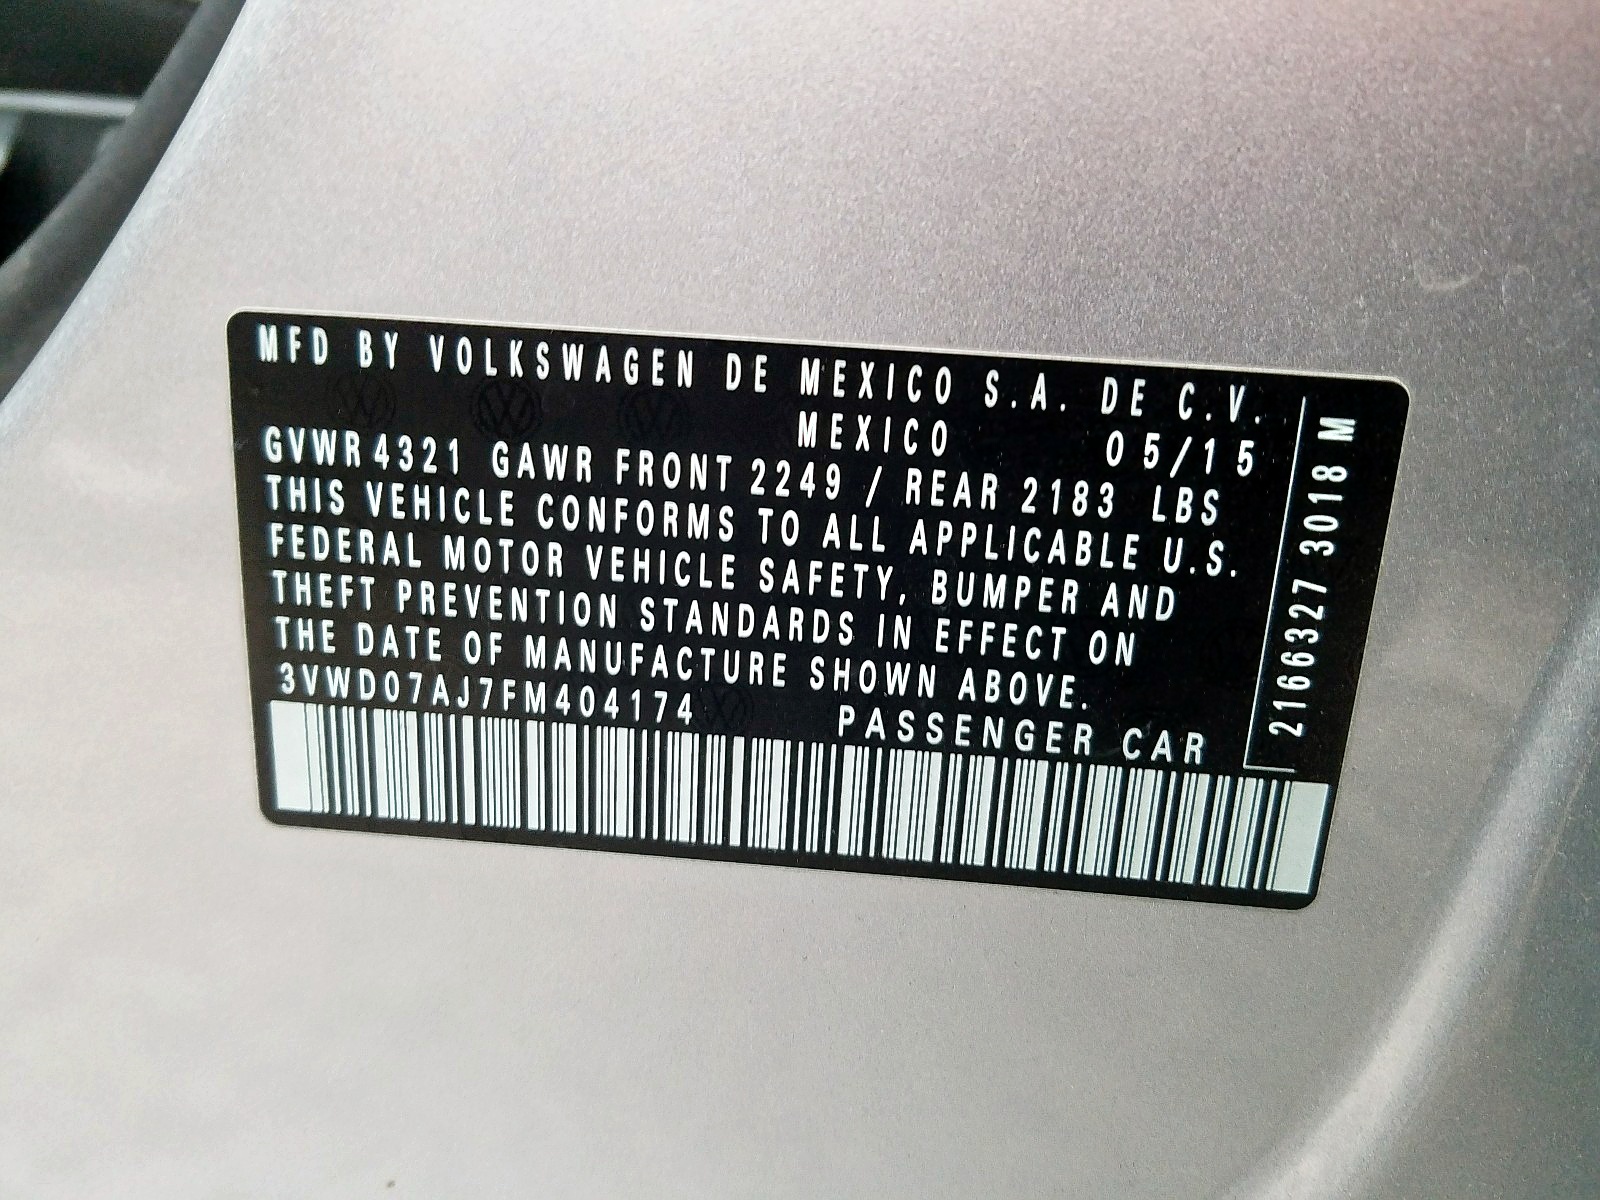 MFD BY VOLKSWAGEN DE MEXICO S.A. DE C.V.
MEXICO 05/15
GVWR 4321 GAWR FRONT 2249 / REAR 2183 LBS
THIS VEHICLE CONFORMS TO ALL APPLICABLE U.S.
FEDERAL MOTOR VEHICLE SAFETY, BUMPER AND
THEFT PREVENTION STANDARDS IN EFFECT ON
THE DATE OF MANUFACTURE SHOWN ABOVE.
3VWD07AJ7FM404174 PASSENGER CAR
2166327 3018 M